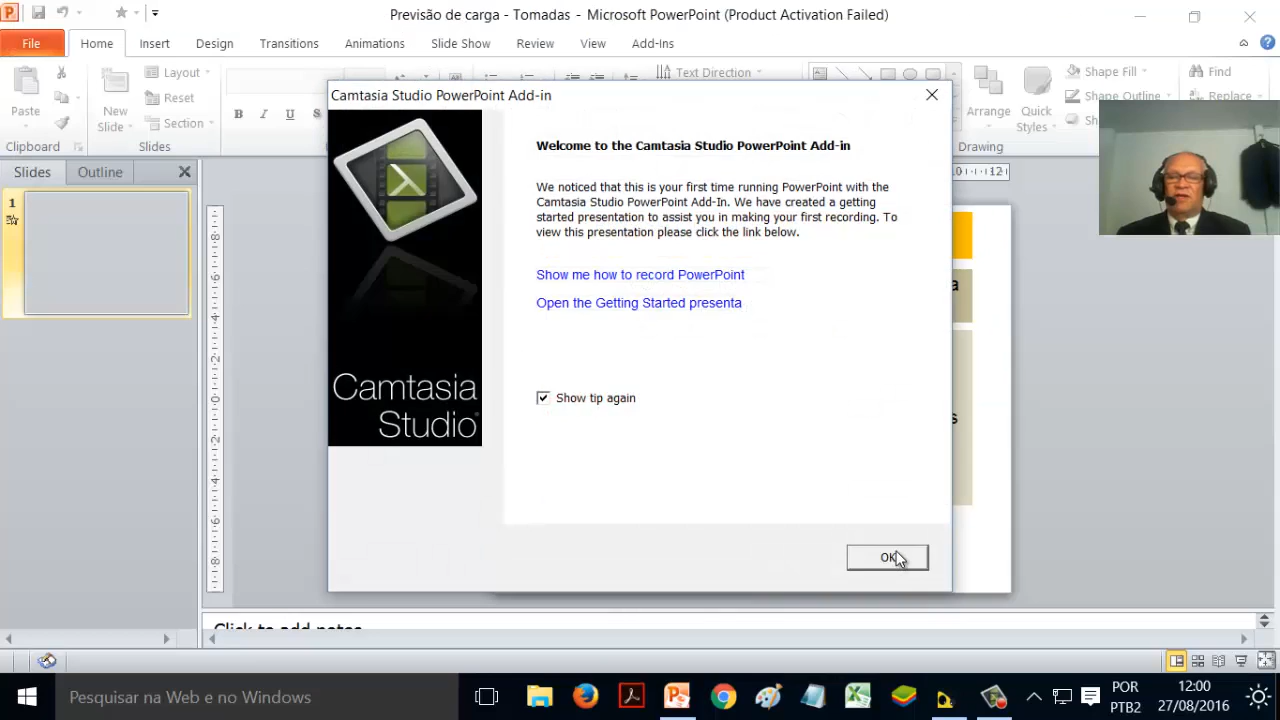 Previsão de carga - Tomadas - Microsoft PowerPoint (Product Activation Failed)
File Home Insert Design Transitions Animations Slide Show Review View Add-Ins
Paste
Clipboard
New Slide
Layout
Reset
Section
Slides
B I U S
Text Direction
Arrange
Quick Styles
Shape Fill
Shape Outline
Sh
Drawing
Find
Replace
Slides Outline
1
Camtasia Studio PowerPoint Add-in
Camtasia
Studio
Welcome to the Camtasia Studio PowerPoint Add-in
We noticed that this is your first time running PowerPoint with the
Camtasia Studio PowerPoint Add-In. We have created a getting
started presentation to assist you in making your first recording. To
view this presentation please click the link below.
Show me how to record PowerPoint
Open the Getting Started presenta
Show tip again
OK
a
s
Click to add notes
Pesquisar na Web e no Windows
POR
PTB2
12:00
27/08/2016